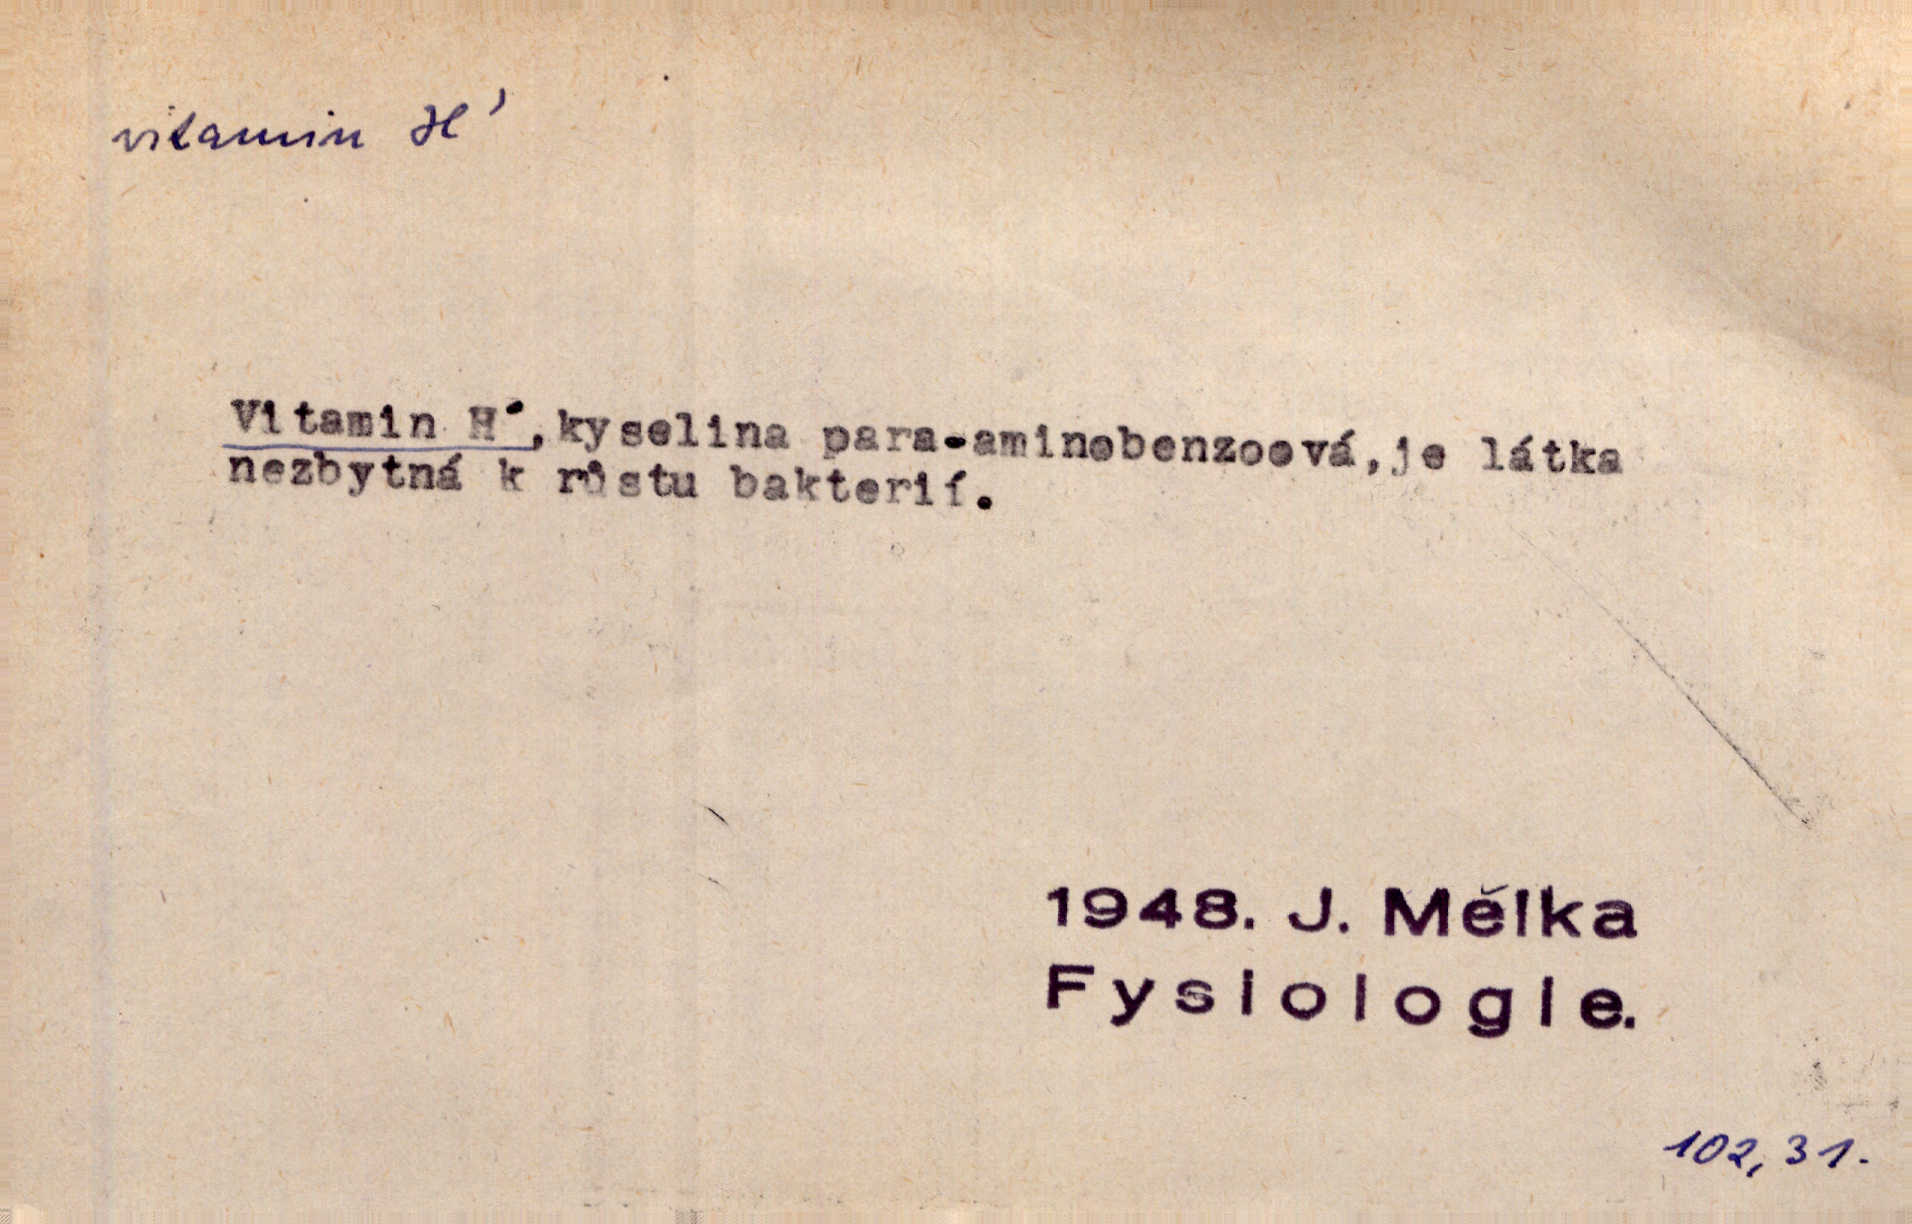 vitamin H'
Vitamin H´,kyselina para-aminobenzoová,je látka
nezbytná k růstu bakterií.
1948. J. Mělka
Fysiologie.
102, 31.